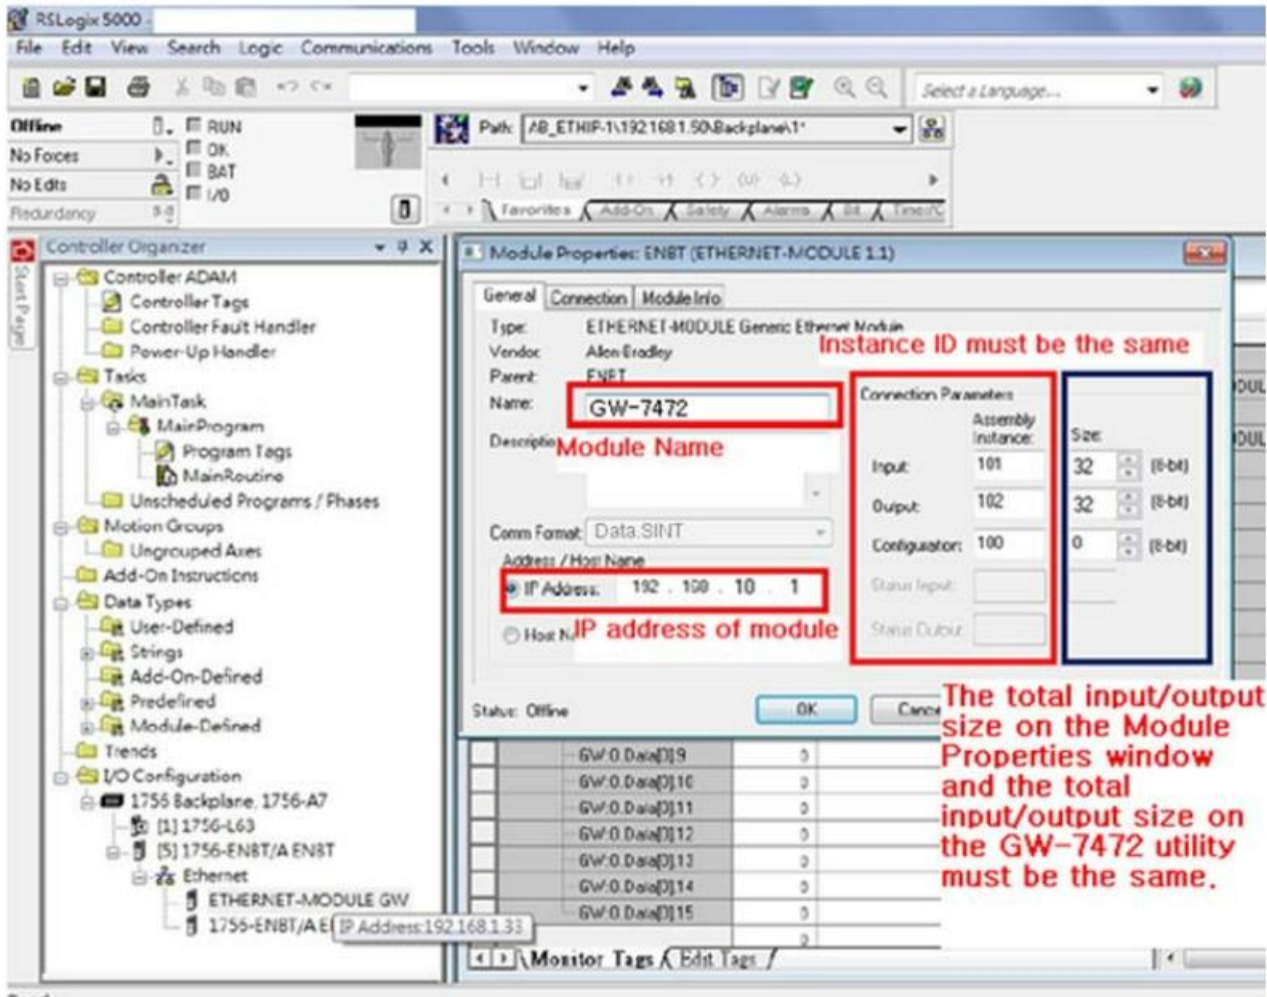 RSLogix 5000 -
File Edit View Search Logic Communications Tools Window Help
Select a Language...
Offline
RUN
No Forces
OK
BAT
No Edits
I/O
Redundancy
Path: AB_ETHIP-1\192.168.1.50\Backplane\1*
Favorites Add-On Safety Alarms Bit Timer/C
Start Page
Controller Organizer
Controller ADAM
Controller Tags
Controller Fault Handler
Power-Up Handler
Tasks
MainTask
MainProgram
Program Tags
MainRoutine
Unscheduled Programs / Phases
Motion Groups
Ungrouped Axes
Add-On Instructions
Data Types
User-Defined
Strings
Add-On-Defined
Predefined
Module-Defined
Trends
I/O Configuration
1756 Backplane, 1756-A7
[1] 1756-L63
[5] 1756-ENBT/A ENBT
Ethernet
ETHERNET-MODULE GW
1756-ENBT/A
IP Address:192.168.1.33
Module Properties: ENBT (ETHERNET-MODULE 1.1)
General Connection Module Info
Type: ETHERNET-MODULE Generic Ethernet Module
Vendor: Allen-Bradley
Parent: ENBT
Name: GW-7472
Module Name
Comm Format: Data.SINT
Address / Host Name
IP Address: 192 . 168 . 10 . 1
IP address of module
Host
Instance ID must be the same
Connection Parameters
Assembly Instance:
Size:
Input: 101 32 (8-bit)
Output: 102 32 (8-bit)
Configuration: 100 0 (8-bit)
Status Input:
Status Output:
Status: Offline
OK
The total input/output
size on the Module
Properties window
and the total
input/output size on
the GW-7472 utility
must be the same.
GW:O.Data[0].9 0
GW:O.Data[0].10 0
GW:O.Data[0].11 0
GW:O.Data[0].12 0
GW:O.Data[0].13 0
GW:O.Data[0].14 0
GW:O.Data[0].15 0
0
Monitor Tags Edit Tags